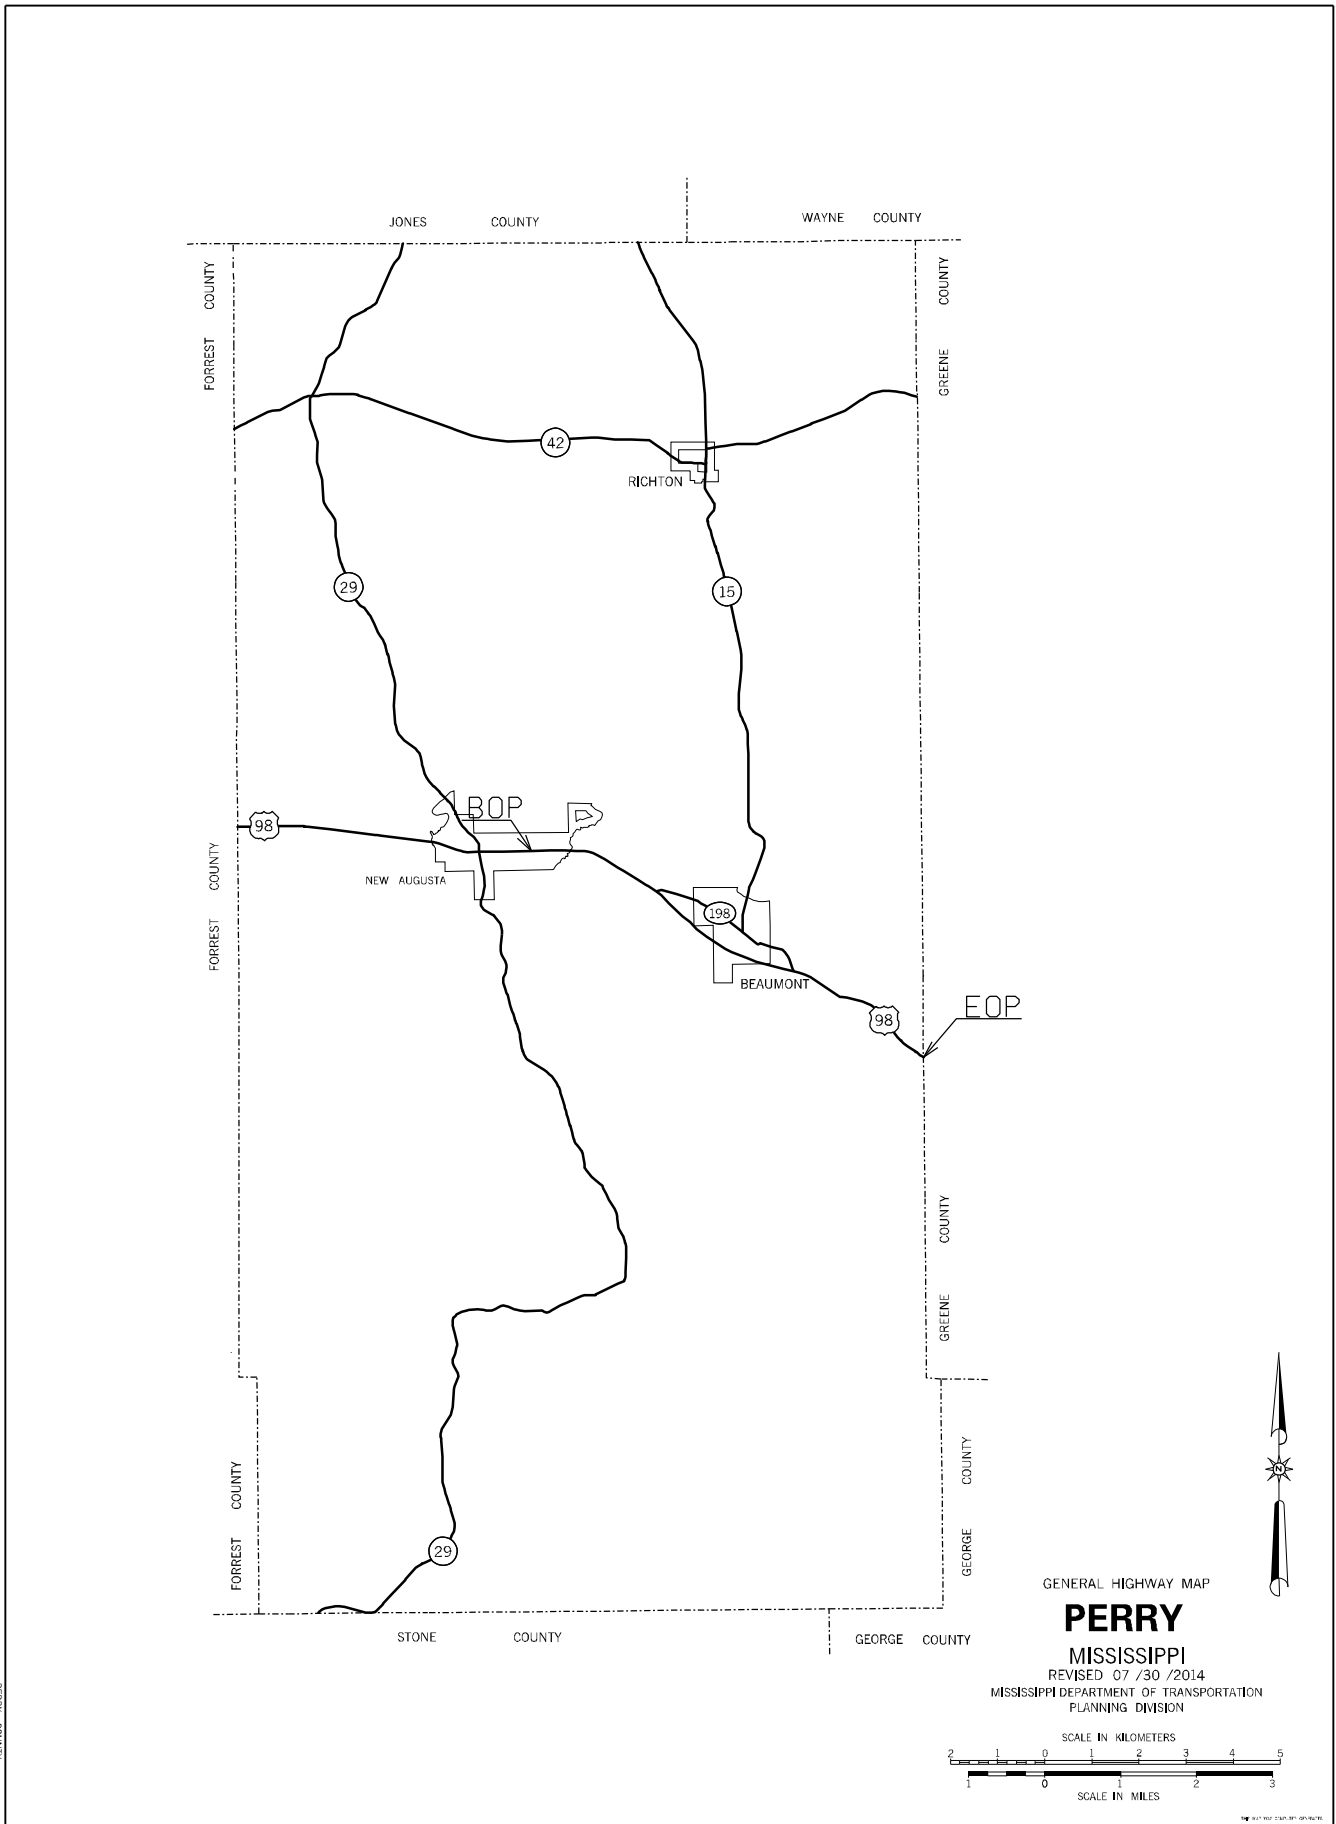 JONES COUNTY
WAYNE COUNTY
FORREST COUNTY
GREENE COUNTY
42
RICHTON
29
15
BOP
98
NEW AUGUSTA
FORREST COUNTY
198
BEAUMONT
EOP
98
GREENE COUNTY
FORREST COUNTY
GEORGE COUNTY
N
29
STONE COUNTY
GEORGE COUNTY
GENERAL HIGHWAY MAP
PERRY
MISSISSIPPI
REVISED 07 /30 /2014
MISSISSIPPI DEPARTMENT OF TRANSPORTATION
PLANNING DIVISION
SCALE IN KILOMETERS
2 1 0 1 2 3 4 5
1 0 1 2 3
SCALE IN MILES